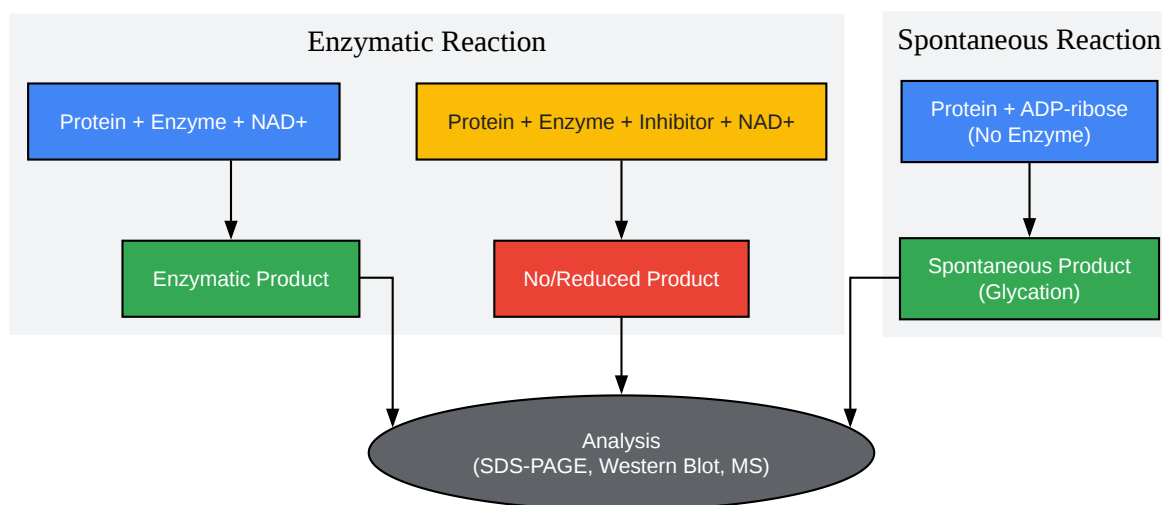 Enzymatic Reaction
Spontaneous Reaction
Protein + Enzyme + NAD+
Protein + Enzyme + Inhibitor + NAD+
Protein + ADP-ribose
(No Enzyme)
Enzymatic Product
No/Reduced Product
Spontaneous Product
(Glycation)
Analysis
(SDS-PAGE, Western Blot, MS)